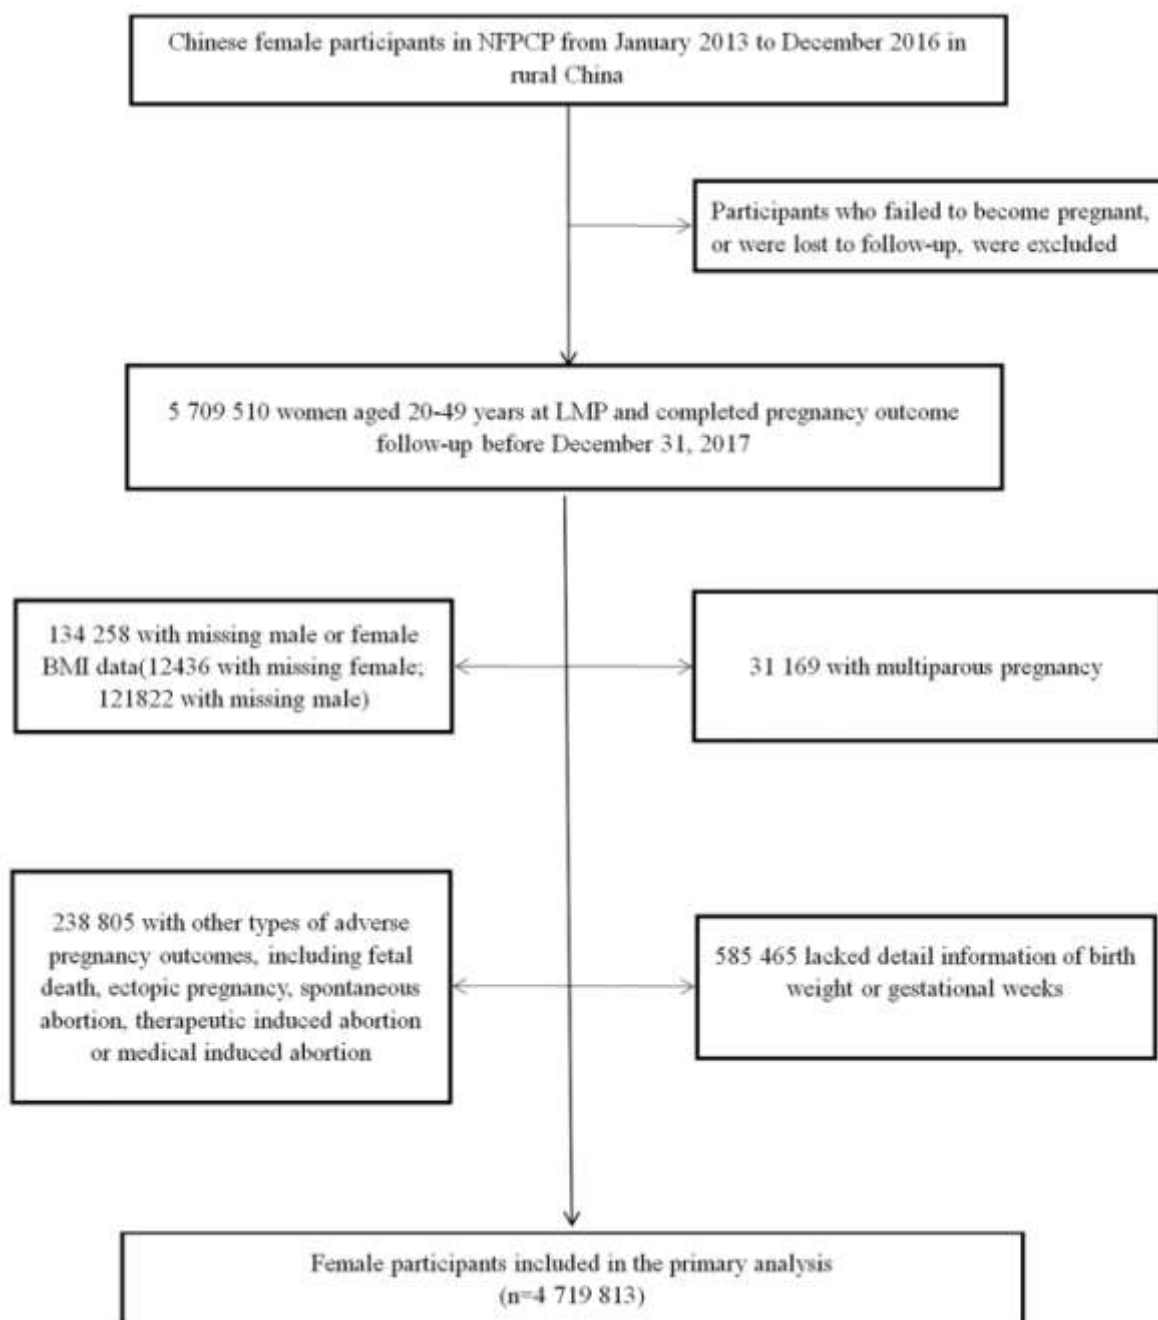 Chinese female participants in NFPCP from January 2013 to December 2016 in
rural China
Participants who failed to become pregnant,
or were lost to follow-up, were excluded
5 709 510 women aged 20-49 years at LMP and completed pregnancy outcome
follow-up before December 31, 2017
134 258 with missing male or female
BMI data(12436 with missing female;
121822 with missing male)
31 169 with multiparous pregnancy
238 805 with other types of adverse
pregnancy outcomes, including fetal
death, ectopic pregnancy, spontaneous
abortion, therapeutic induced abortion
or medical induced abortion
585 465 lacked detail information of birth
weight or gestational weeks
Female participants included in the primary analysis
(n=4 719 813)